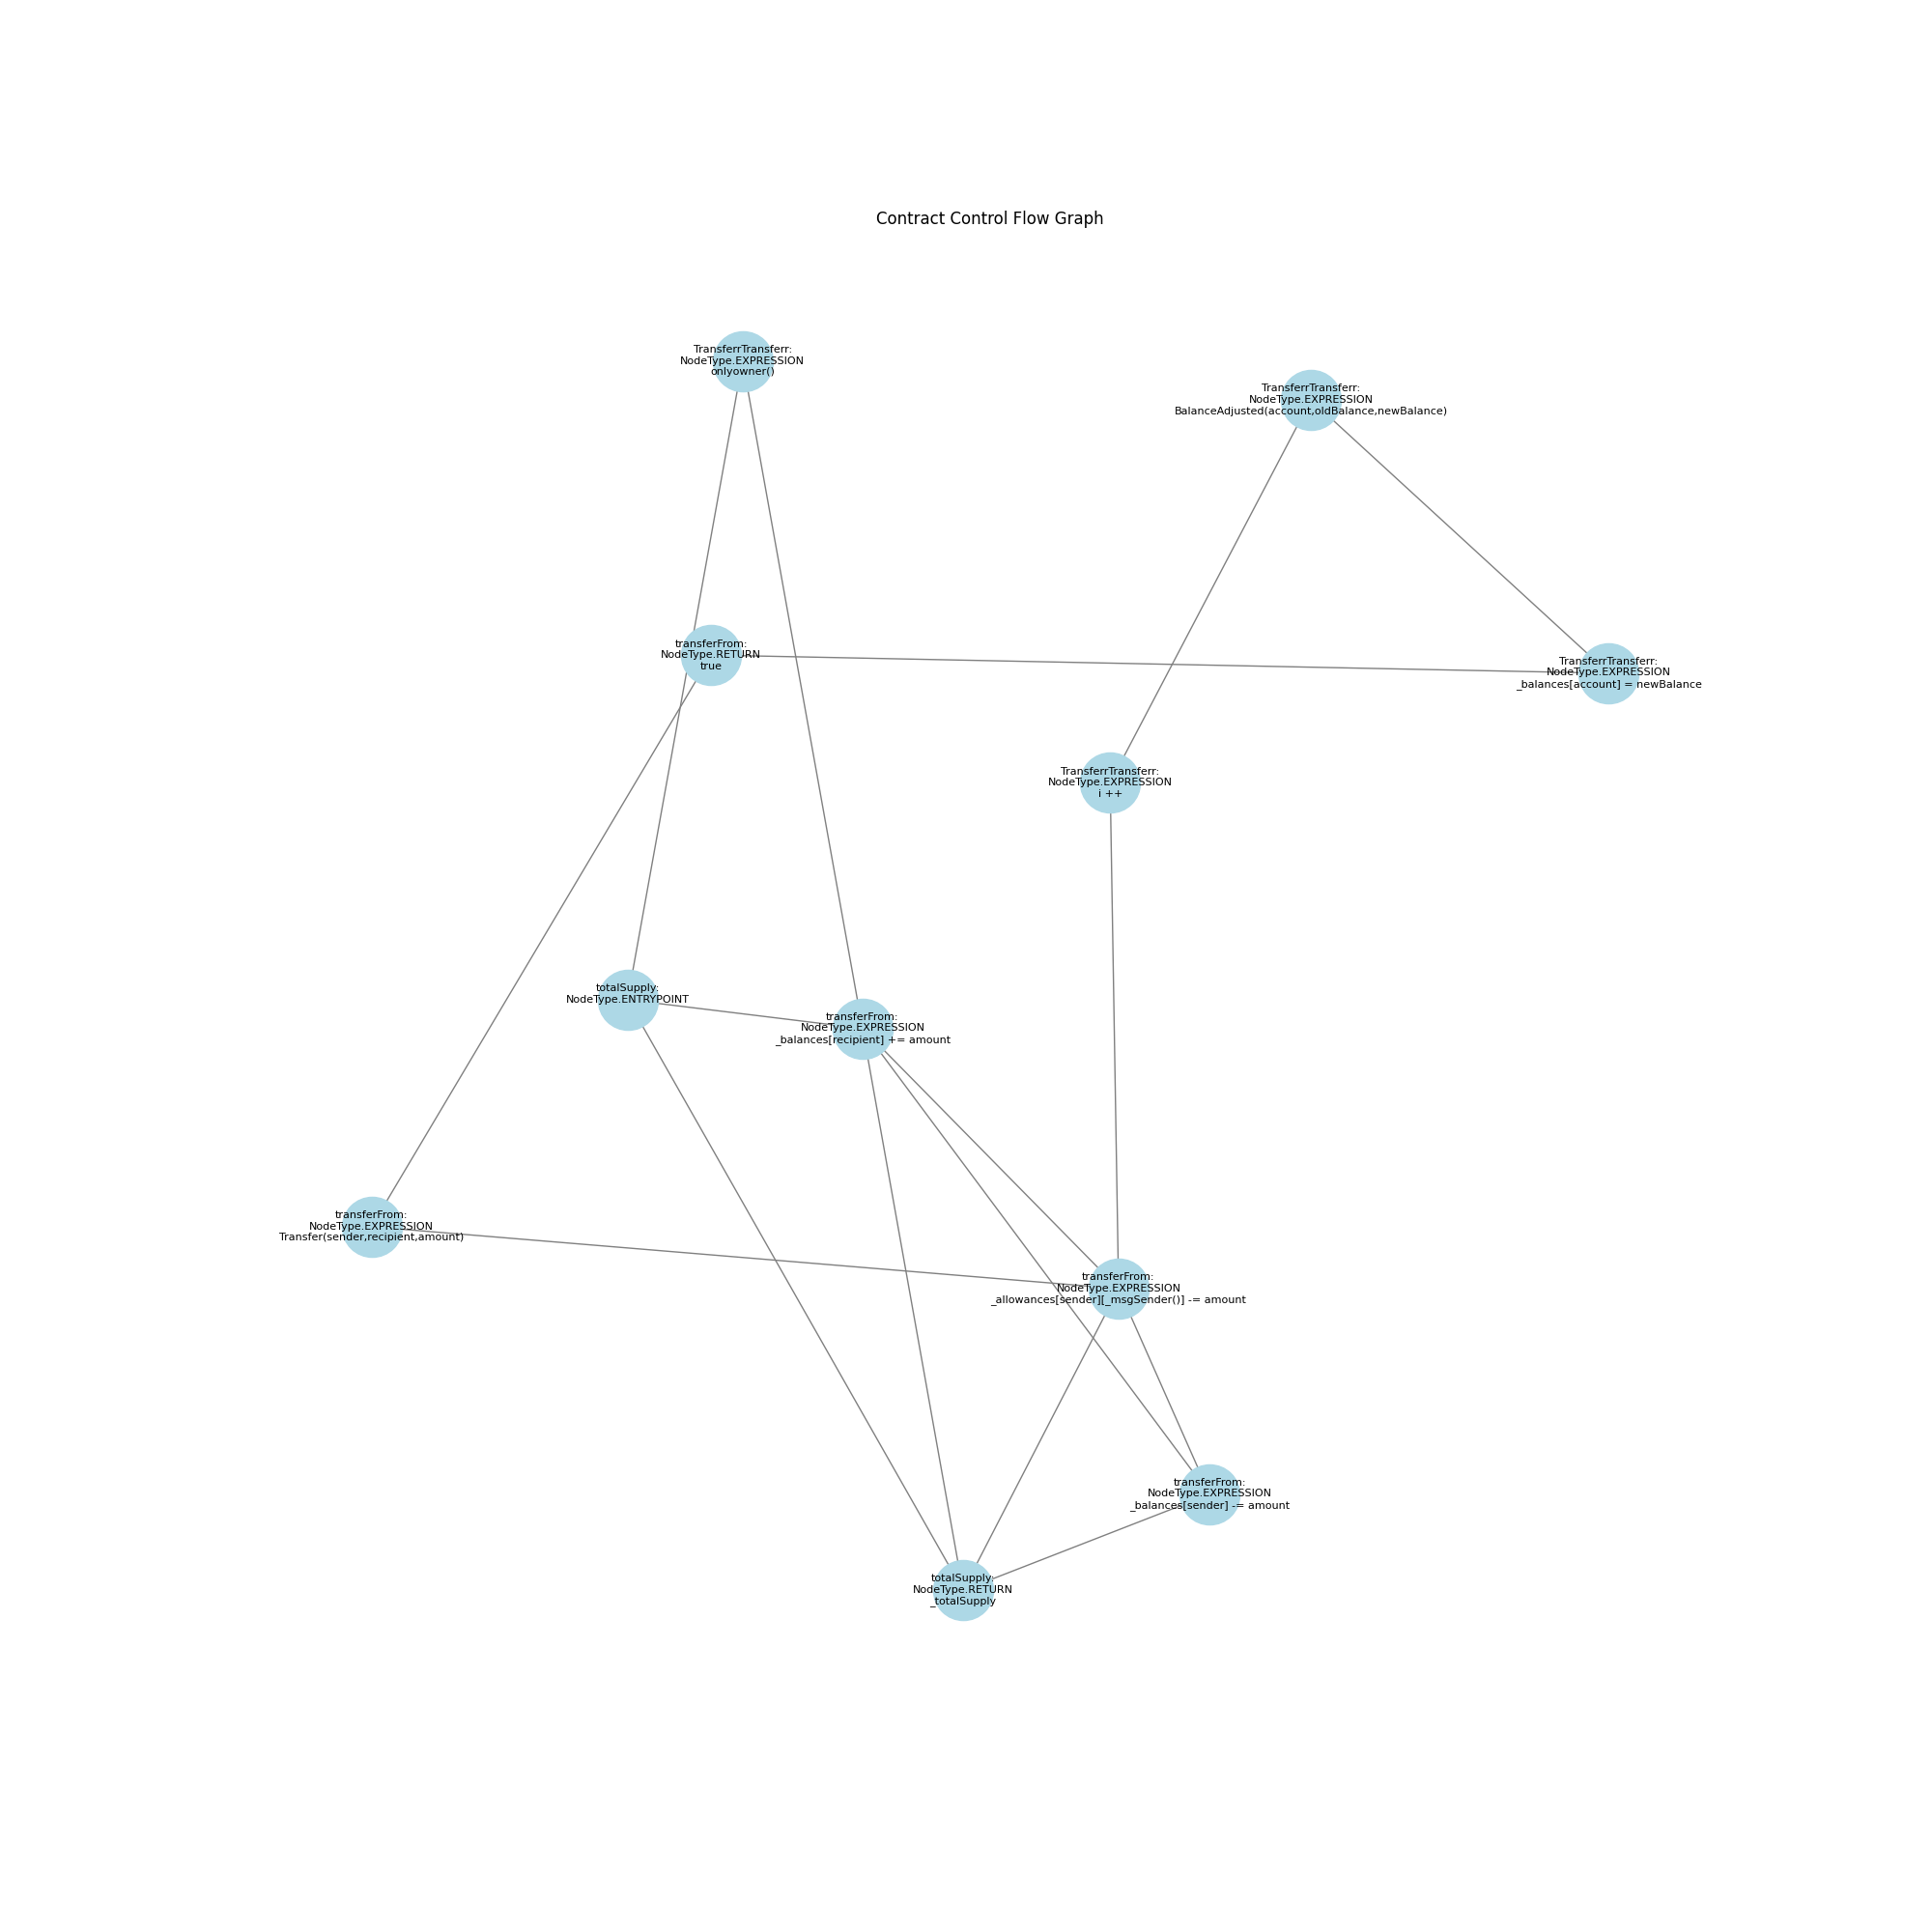 Contract Control Flow Graph
TransferrTransferr:
NodeType.EXPRESSION
onlyowner()
TransferrTransferr:
NodeType.EXPRESSION
BalanceAdjusted(account,oldBalance,newBalance)
transferFrom:
NodeType.RETURN
true
TransferrTransferr:
NodeType.EXPRESSION
_balances[account] = newBalance
TransferrTransferr:
NodeType.EXPRESSION
i ++
totalSupply:
NodeType.ENTRYPOINT
transferFrom:
NodeType.EXPRESSION
_balances[recipient] += amount
transferFrom:
NodeType.EXPRESSION
Transfer(sender,recipient,amount)
transferFrom:
NodeType.EXPRESSION
_allowances[sender][_msgSender()] -= amount
transferFrom:
NodeType.EXPRESSION
_balances[sender] -= amount
totalSupply:
NodeType.RETURN
_totalSupply